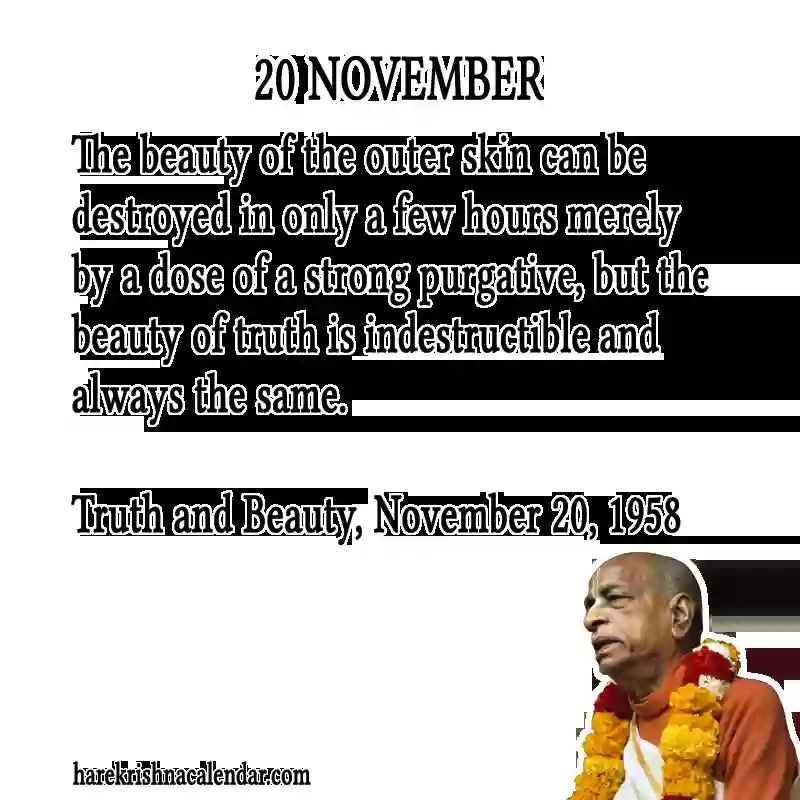 20 NOVEMBER
The beauty of the outer skin can be
destroyed in only a few hours merely
by a dose of a strong purgative, but the
beauty of truth is indestructible and
always the same.
Truth and Beauty, November 20, 1958
harekrishnacalendar.com